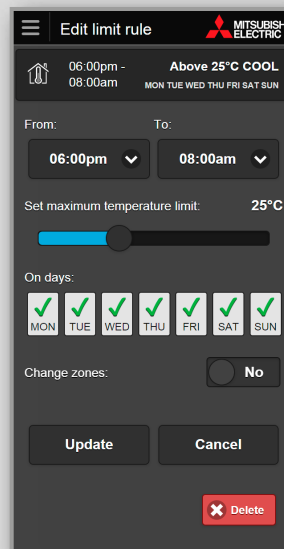 Edit limit rule
MITSUBISH
ELECTRIC
06:00pm -
08:00am
Above 25°C COOL
MON TUE WED THU FRI SAT SUN
From:
To:
06:00pm
08:00am
Set maximum temperature limit:
25°C
On days:
MON TUE WED THU FRI SAT SUN
Change zones:
No
Update
Cancel
Delete